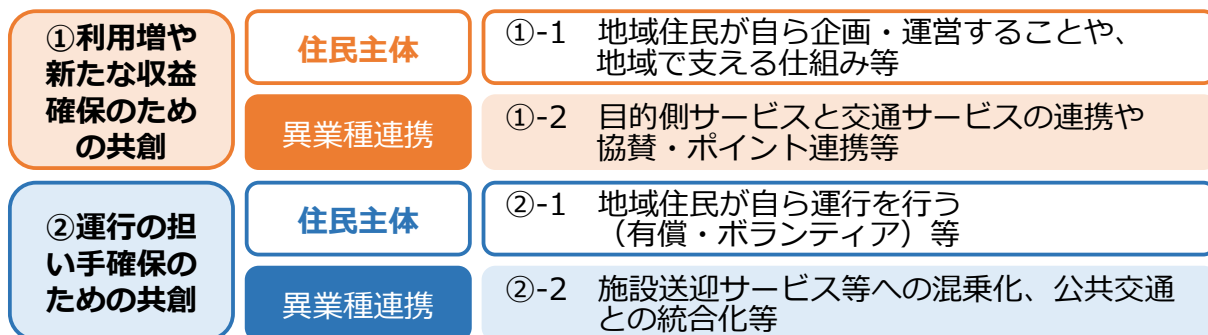 ①利用増や
新たな収益
確保のため
の共創
住民主体
①-1 地域住民が自ら企画・運営することや、
地域で支える仕組み等
異業種連携
①-2 目的側サービスと交通サービスの連携や
協賛・ポイント連携等
②運行の担
い手確保の
ための共創
住民主体
②-1 地域住民が自ら運行を行う
（有償・ボランティア）等
異業種連携
②-2 施設送迎サービス等への混乗化、公共交通
との統合化等